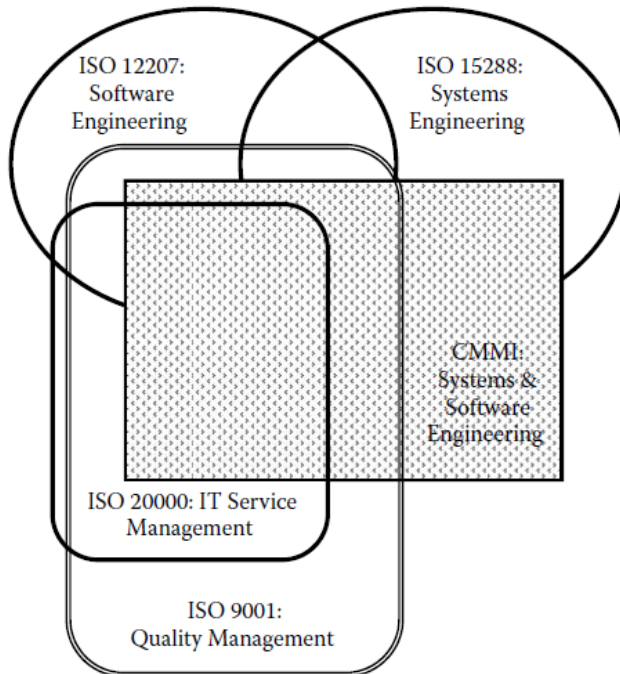 ISO 12207:
Software
Engineering
ISO 15288:
Systems
Engineering
CMMI:
Systems &
Software
Engineering
ISO 20000: IT Service
Management
ISO 9001:
Quality Management